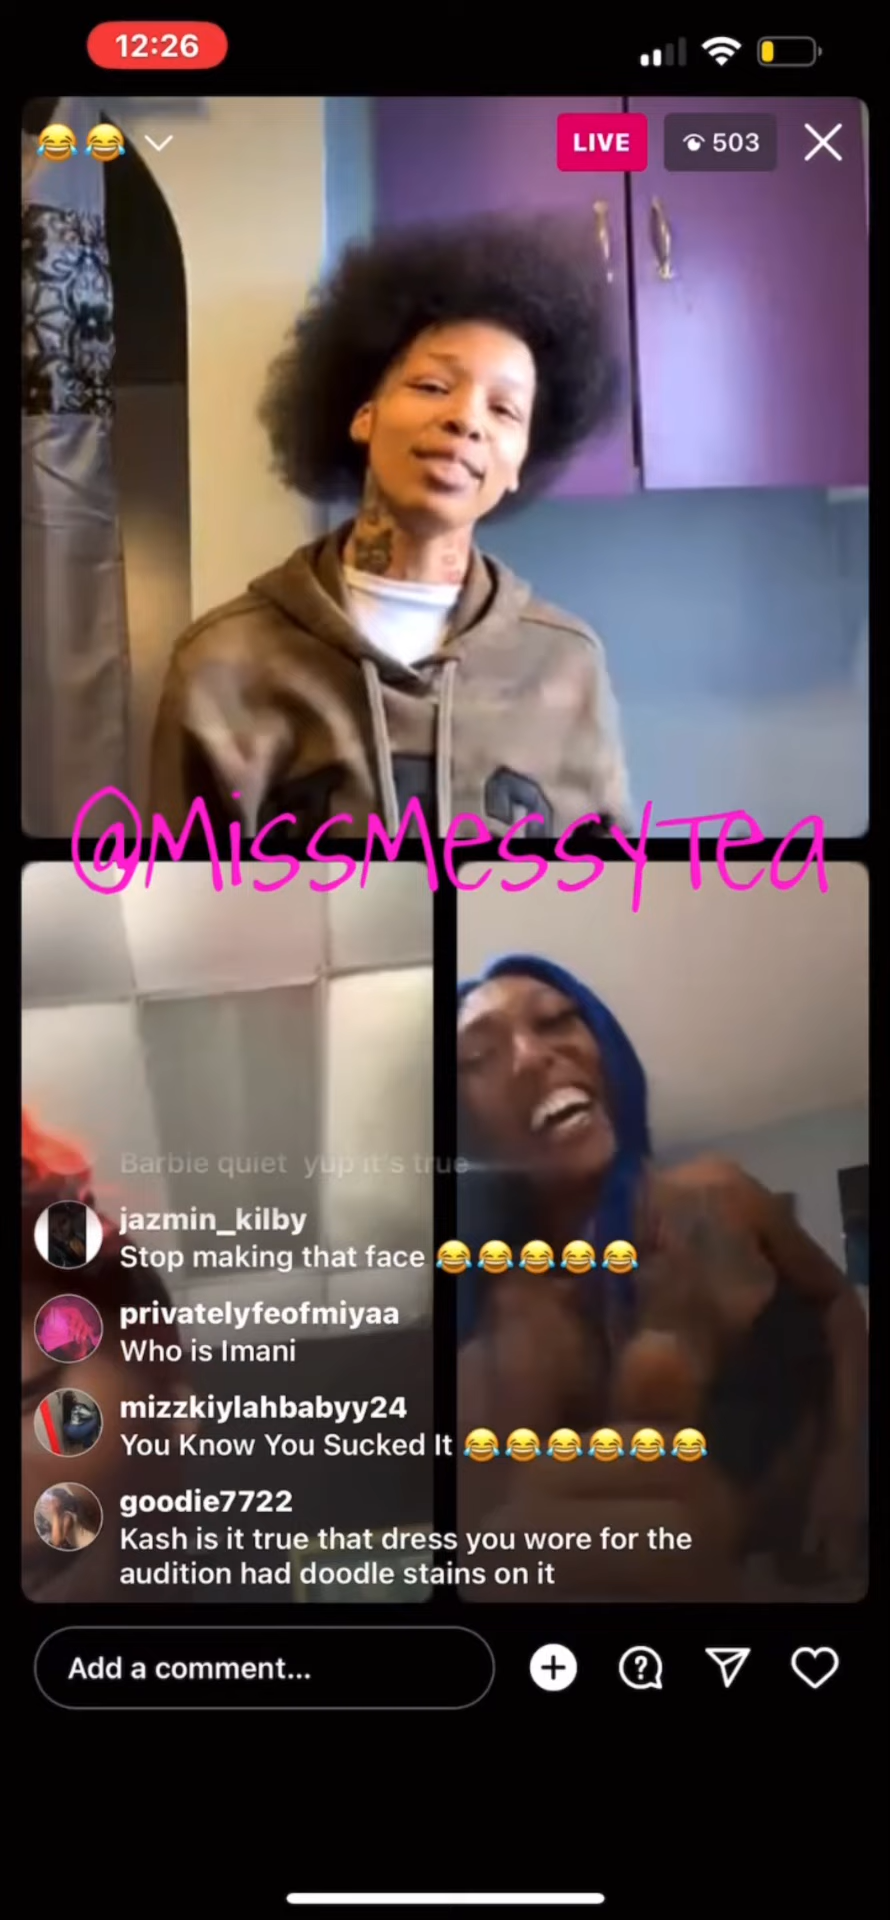 12:26
😂😂
LIVE
503
@MissMessyTea
Barbie quiet yup it's true
jazmin_kilby
Stop making that face 😂😂😂😂😂
privatelyfeofmiyaa
Who is Imani
mizzkiylahbabyy24
You Know You Sucked It 😂😂😂😂😂😂
goodie7722
Kash is it true that dress you wore for the
audition had doodle stains on it
Add a comment...